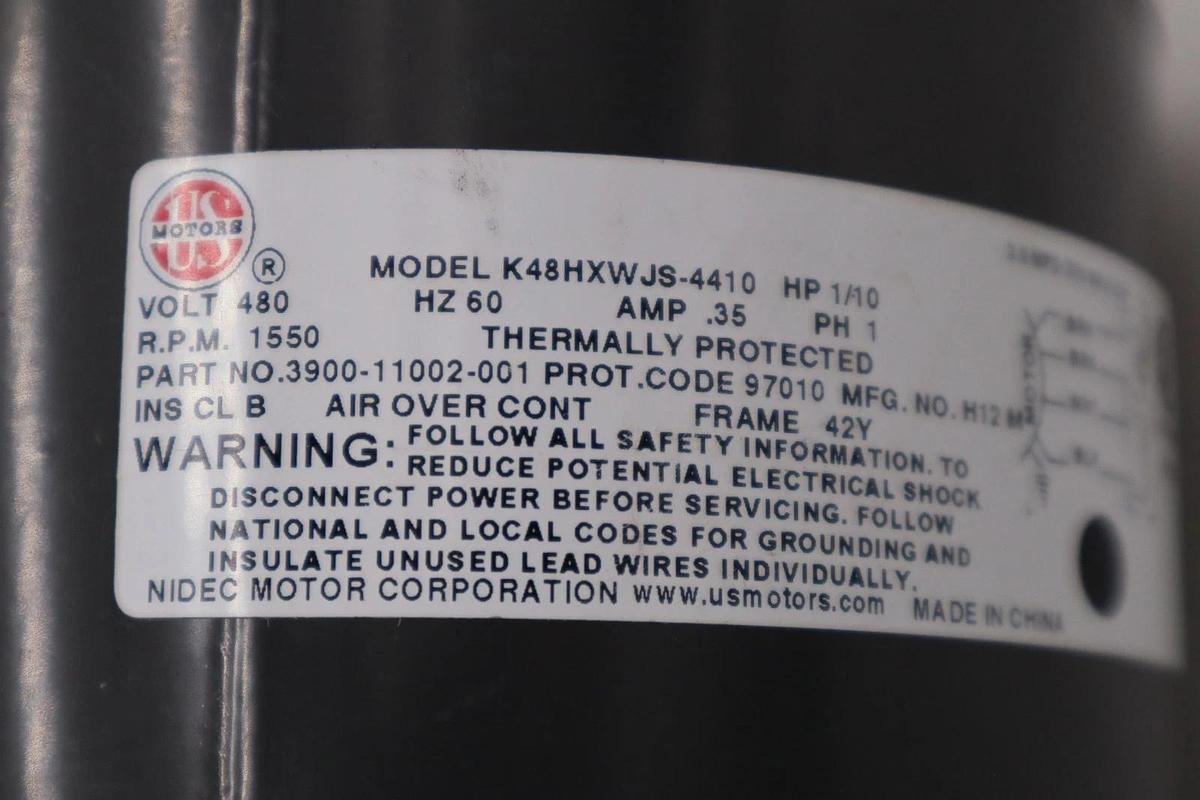 US
MOTORS
®
MODEL K48HXWJS-4410 HP 1/10
VOLT 480 HZ 60 AMP .35 PH 1
R.P.M. 1550 THERMALLY PROTECTED
PART NO.3900-11002-001 PROT.CODE 97010 MFG. NO. H12 M
INS CL B AIR OVER CONT FRAME 42Y
WARNING: FOLLOW ALL SAFETY INFORMATION. TO
REDUCE POTENTIAL ELECTRICAL SHOCK
DISCONNECT POWER BEFORE SERVICING. FOLLOW
NATIONAL AND LOCAL CODES FOR GROUNDING AND
INSULATE UNUSED LEAD WIRES INDIVIDUALLY.
NIDEC MOTOR CORPORATION www.usmotors.com MADE IN CHINA
MOTOR